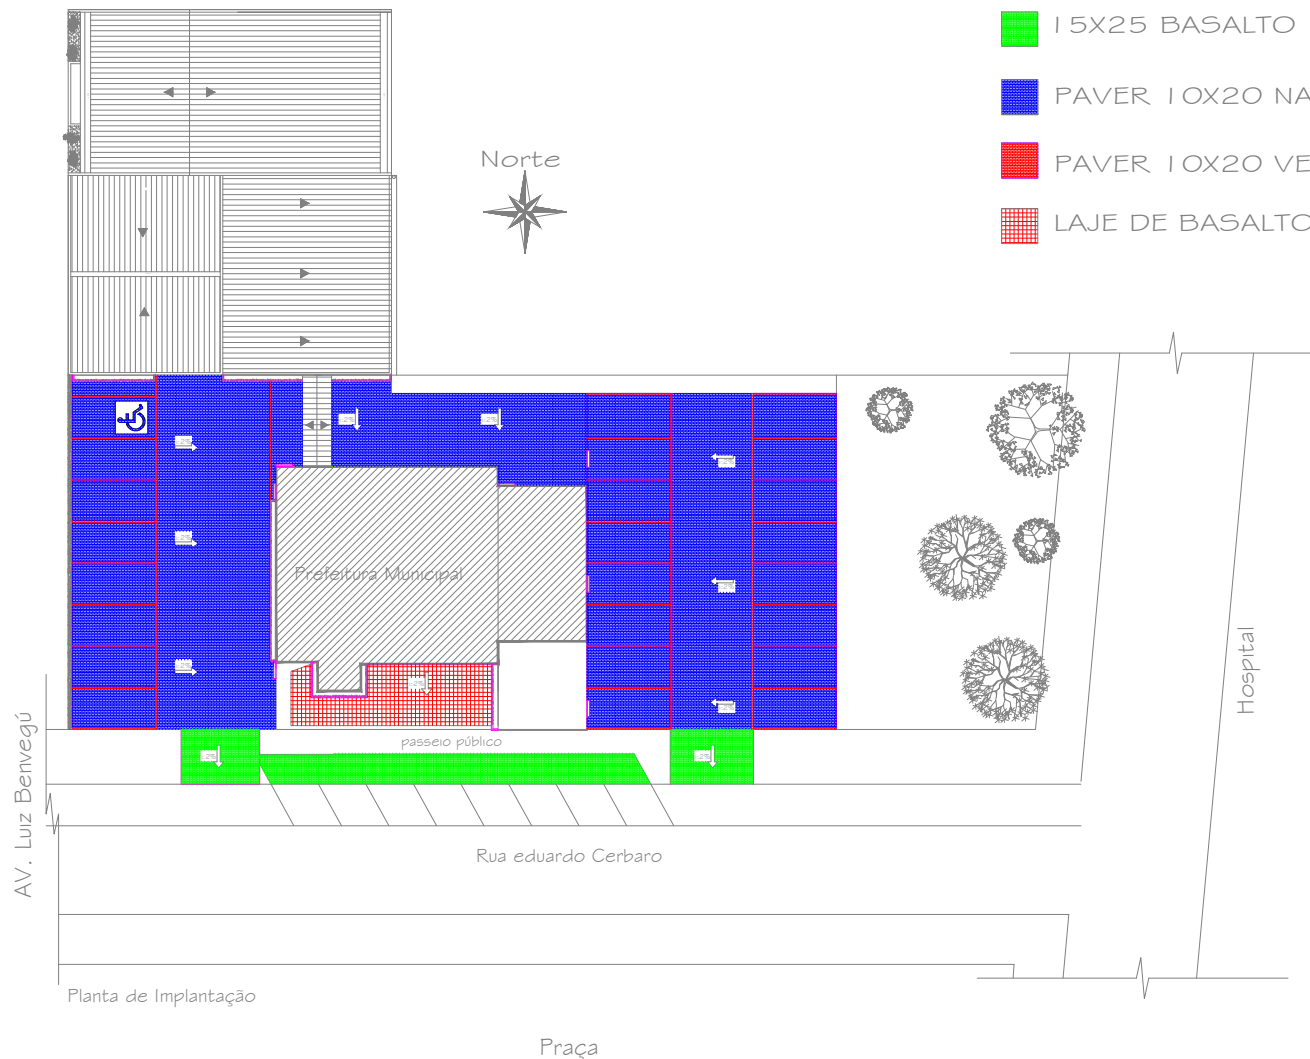 15X25 BASALTO
PAVER 10X20 NA
Norte
PAVER 10X20 VE
LAJE DE BASALTO
Prefeitura Municipal
Hospital
passeio público
AV. Luiz Benvegú
Rua eduardo Cerbaro
Planta de Implantação
Praça